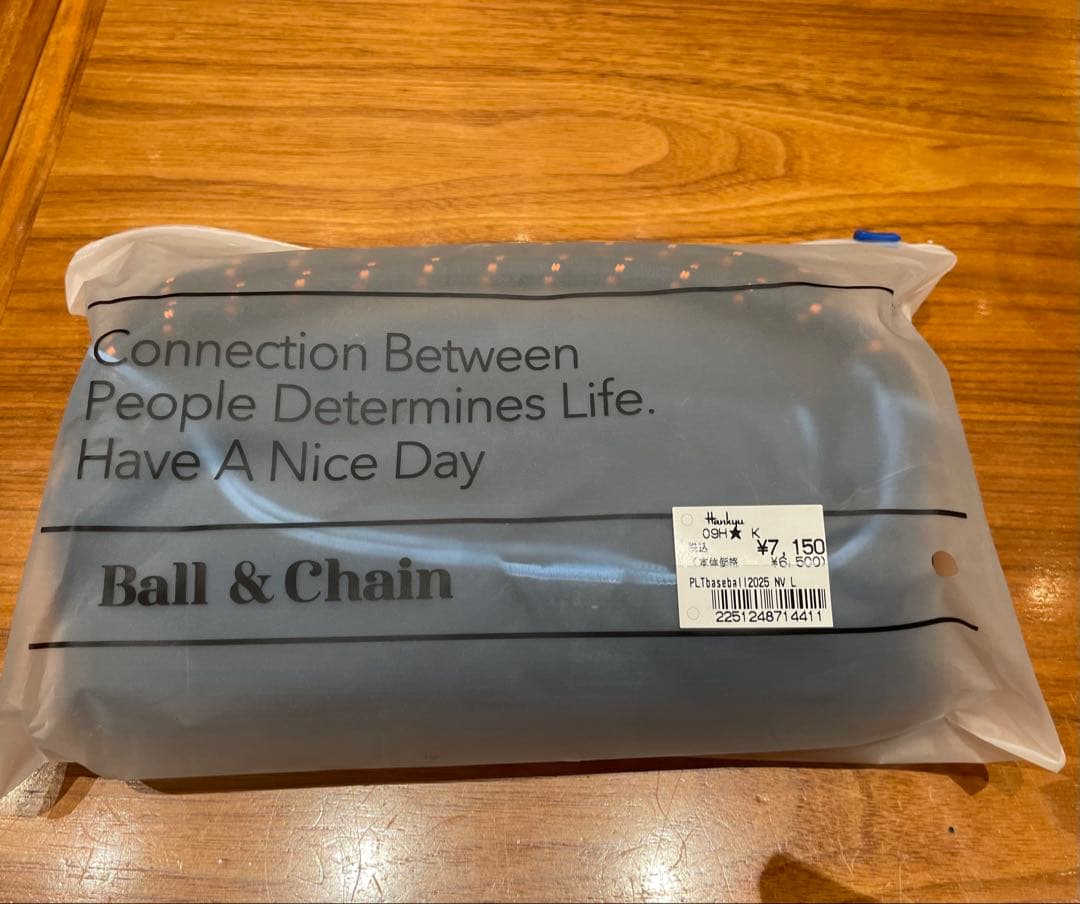 Connection Between
People Determines Life.
Have A Nice Day
Ball & Chain
Hankyu
09H★ K
税込 ¥7,150
(本体価格 ¥6,500)
PLTbaseball2025 NV L
2251248714411